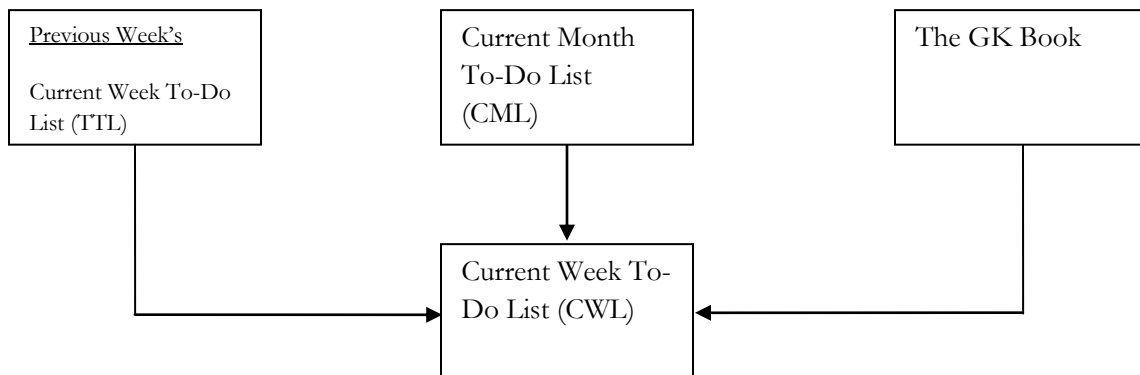 Previous Week’s
Current Week To-Do
List (TTL)
Current Month
To-Do List
(CML)
The GK Book
Current Week To-
Do List (CWL)